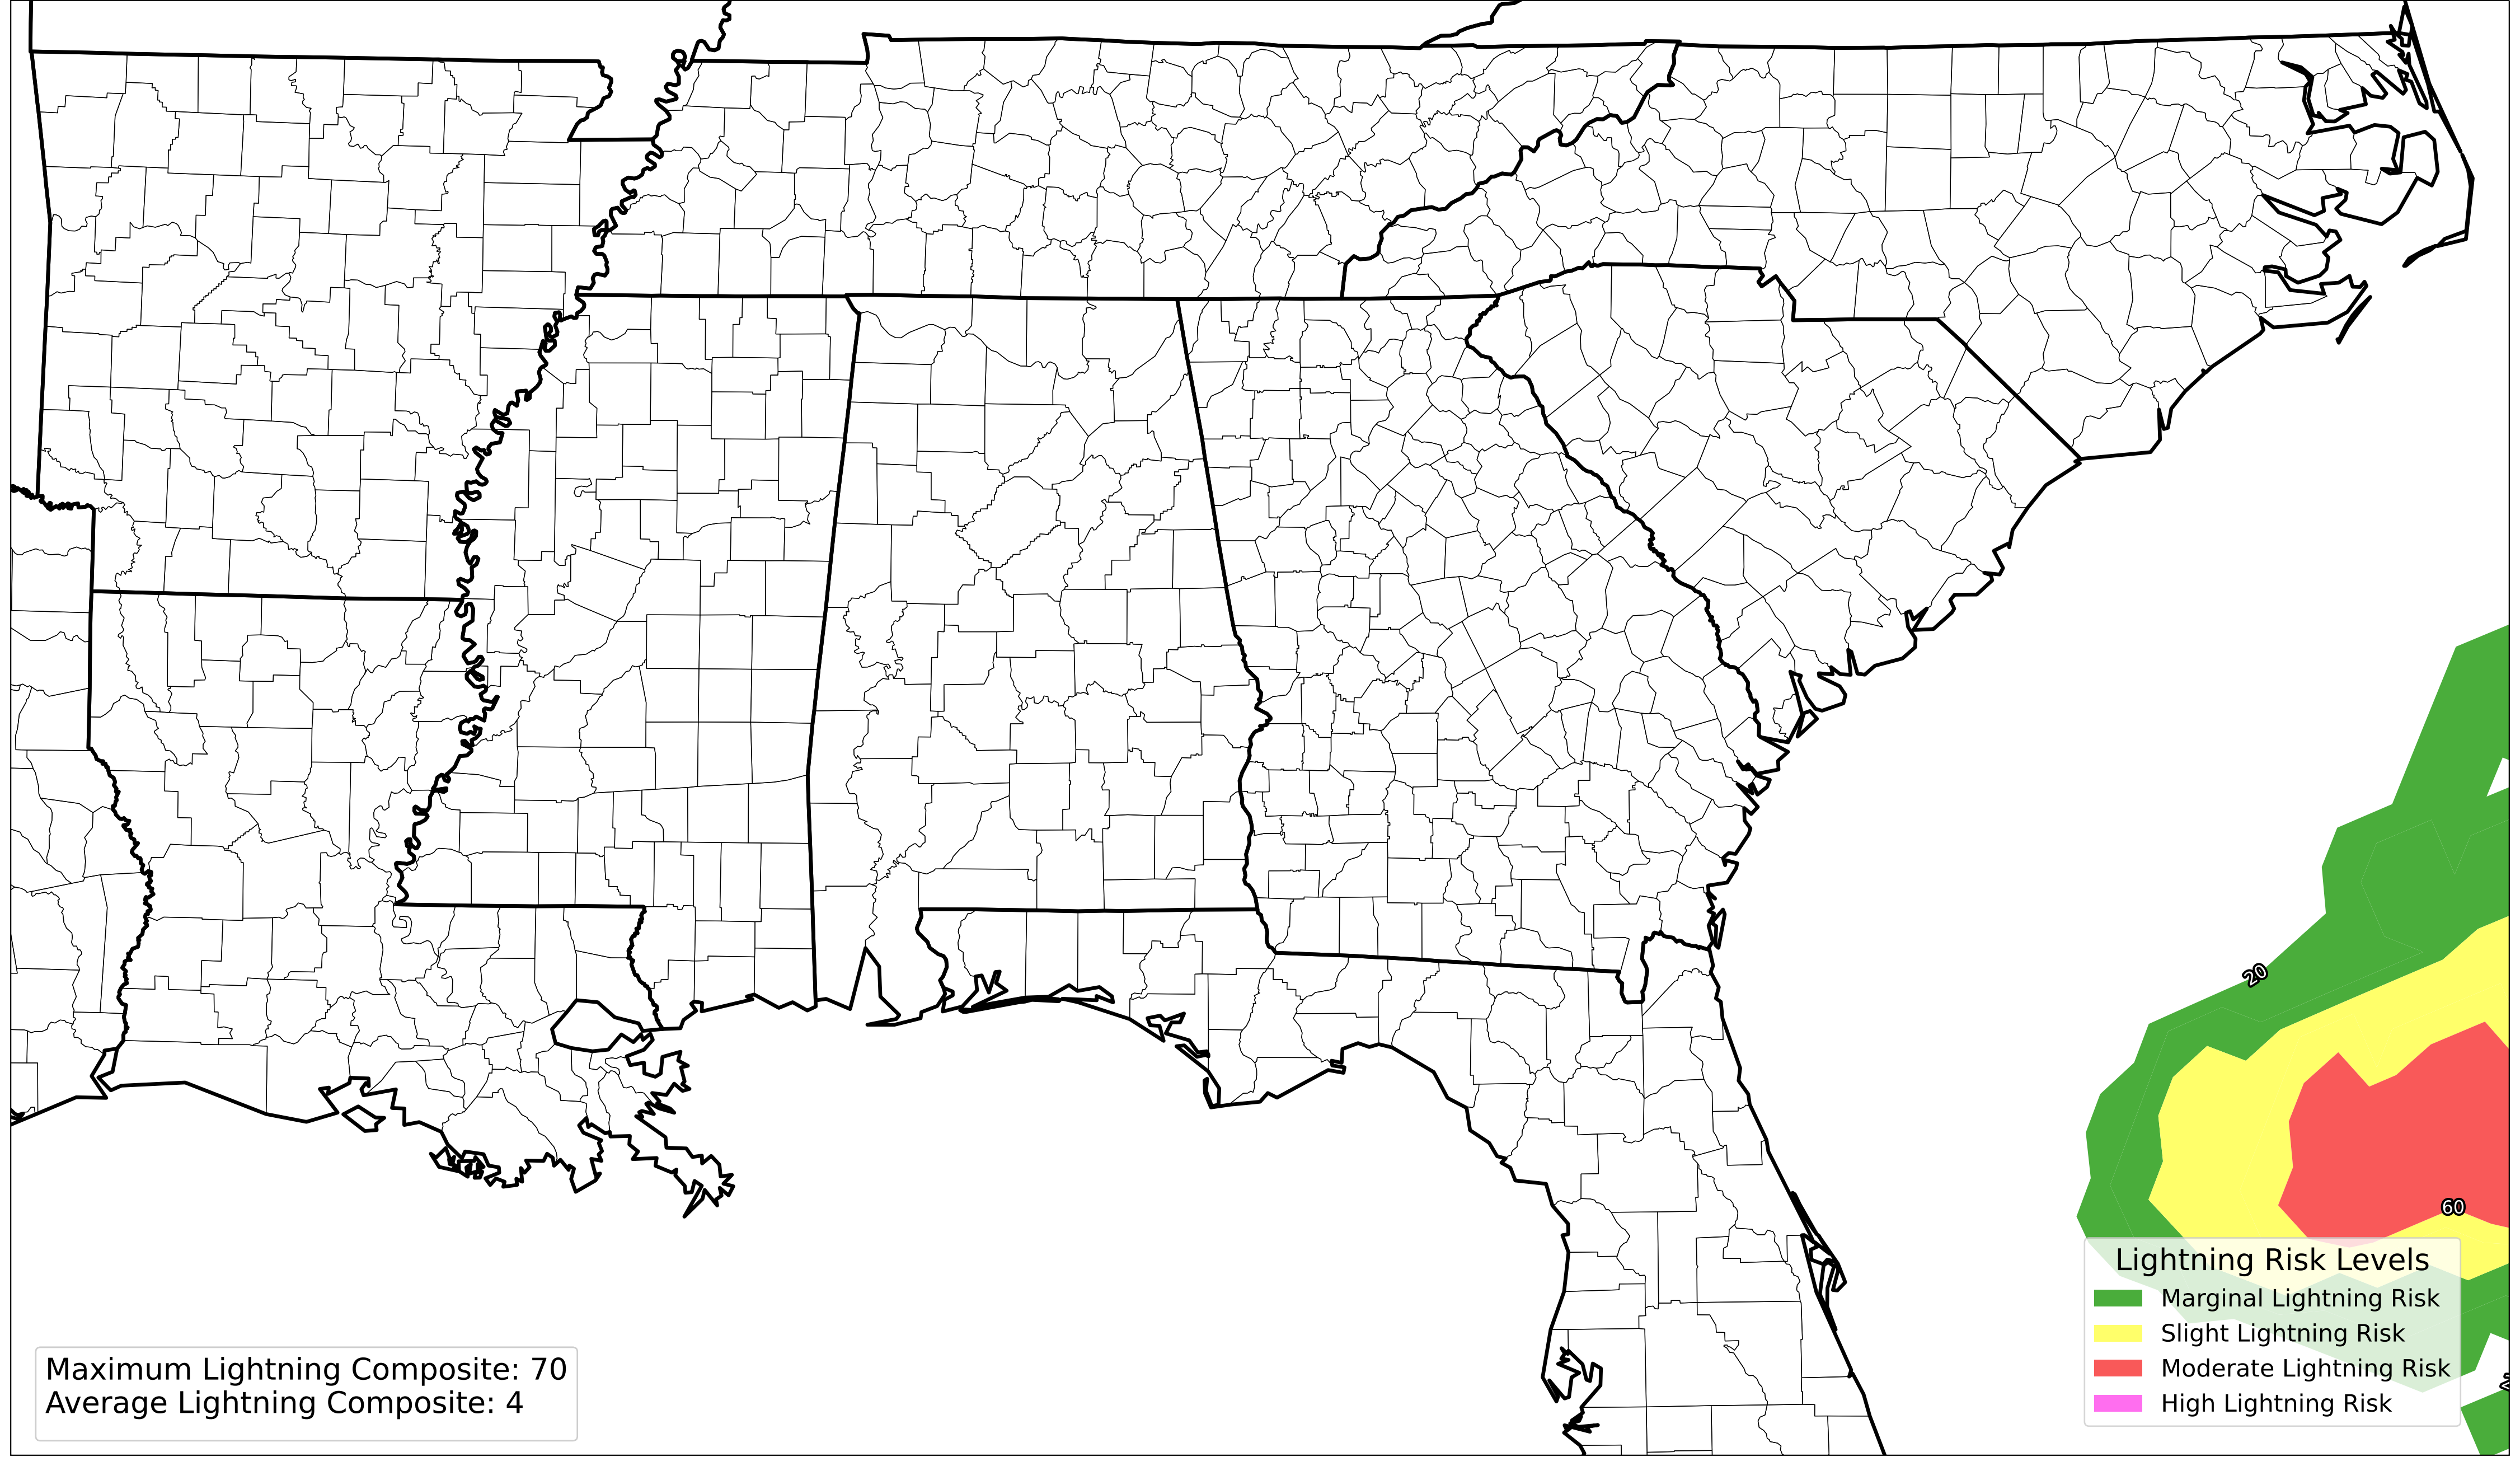 20
60
Lightning Risk Levels
Marginal Lightning Risk
Slight Lightning Risk
Moderate Lightning Risk
High Lightning Risk
Maximum Lightning Composite: 70
Average Lightning Composite: 4